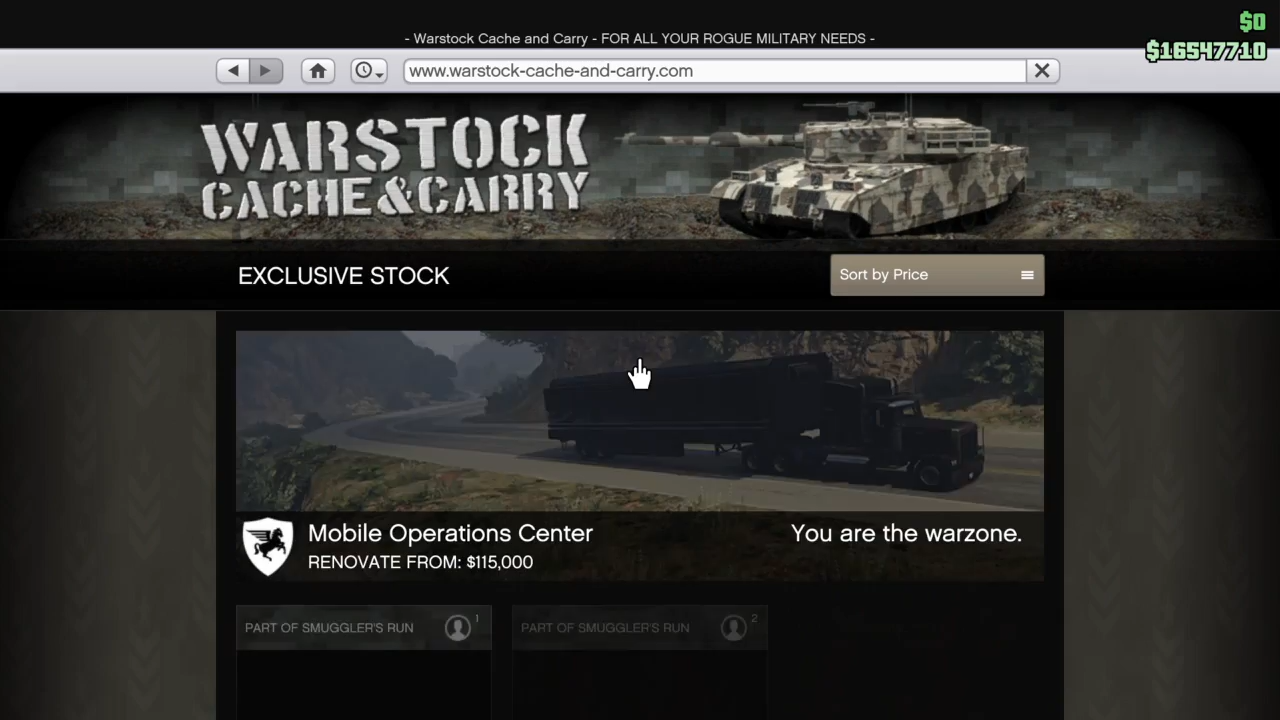 - Warstock Cache and Carry - FOR ALL YOUR ROGUE MILITARY NEEDS -
$0
$16547710
www.warstock-cache-and-carry.com
WARSTOCK
CACHE&CARRY
EXCLUSIVE STOCK
Sort by Price
Mobile Operations Center
You are the warzone.
RENOVATE FROM: $115,000
PART OF SMUGGLER'S RUN
1
PART OF SMUGGLER'S RUN
2